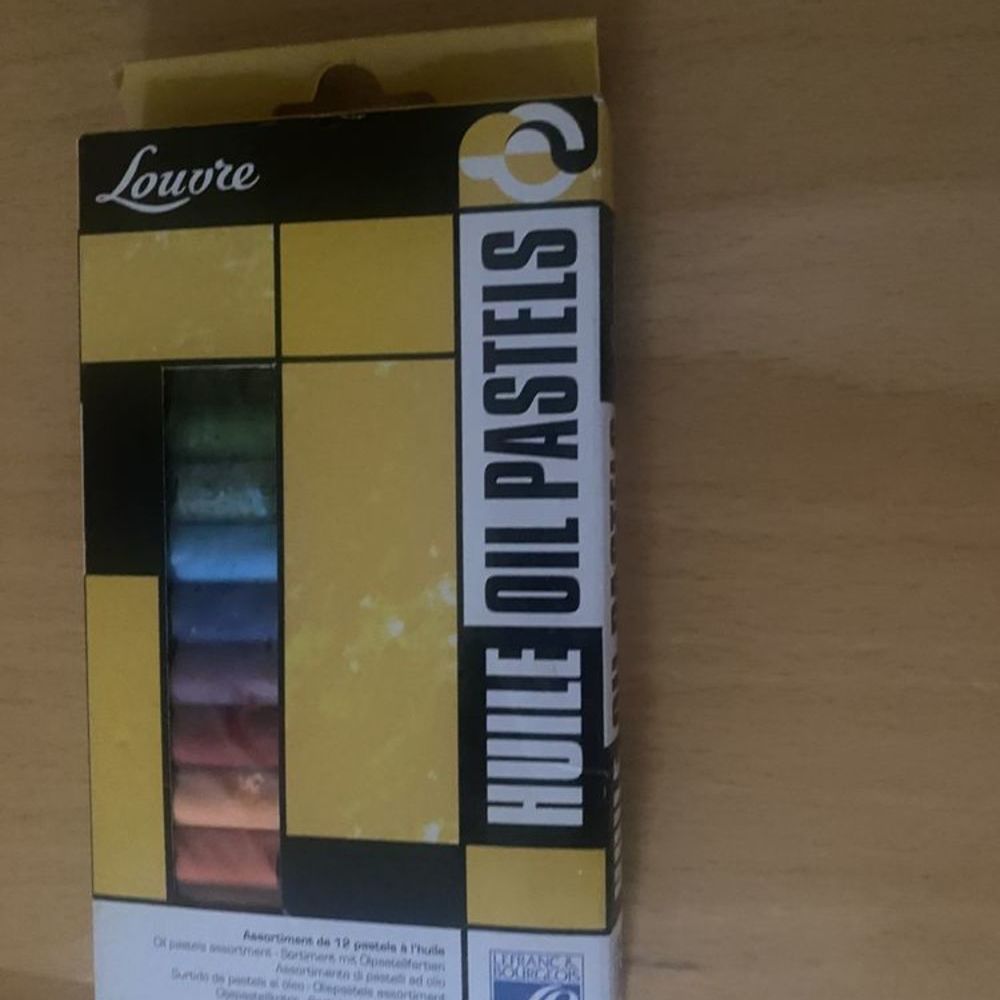 Louvre
HUILE OIL PASTELS
Assortiment de 12 pastels à l'huile
Oil pastels assortment - Sortiment mit Ölpastellfarben
Assortimento di pastelli ad olio
Surtido de pasteles al óleo - Oliepastels assortiment
LEFRANC &
BOURGEOIS